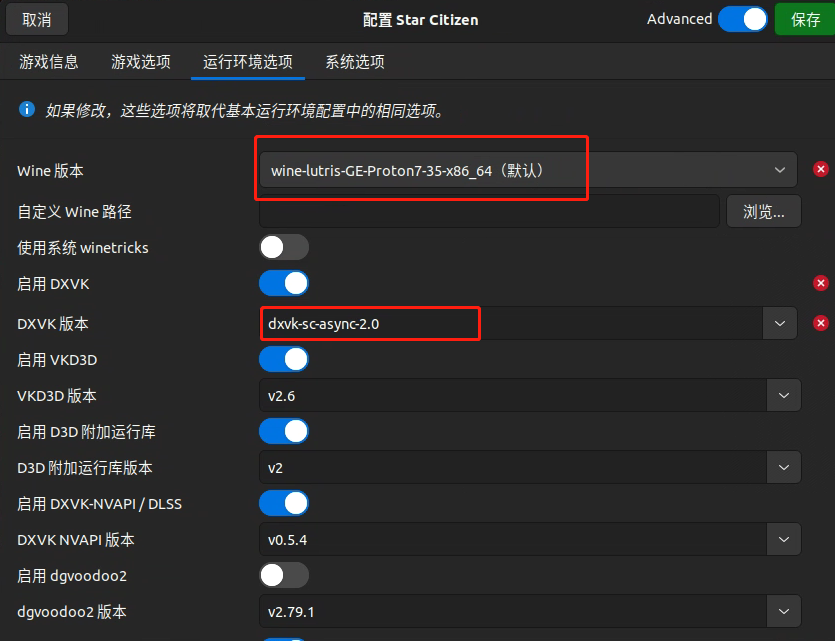 取消 配置 Star Citizen Advanced 保存
游戏信息 游戏选项 运行环境选项 系统选项
如果修改，这些选项将取代基本运行环境配置中的相同选项。
Wine 版本 wine-lutris-GE-Proton7-35-x86_64（默认）
自定义 Wine 路径 浏览...
使用系统 winetricks
启用 DXVK
DXVK 版本 dxvk-sc-async-2.0
启用 VKD3D
VKD3D 版本 v2.6
启用 D3D 附加运行库
D3D 附加运行库版本 v2
启用 DXVK-NVAPI / DLSS
DXVK NVAPI 版本 v0.5.4
启用 dgvoodoo2
dgvoodoo2 版本 v2.79.1